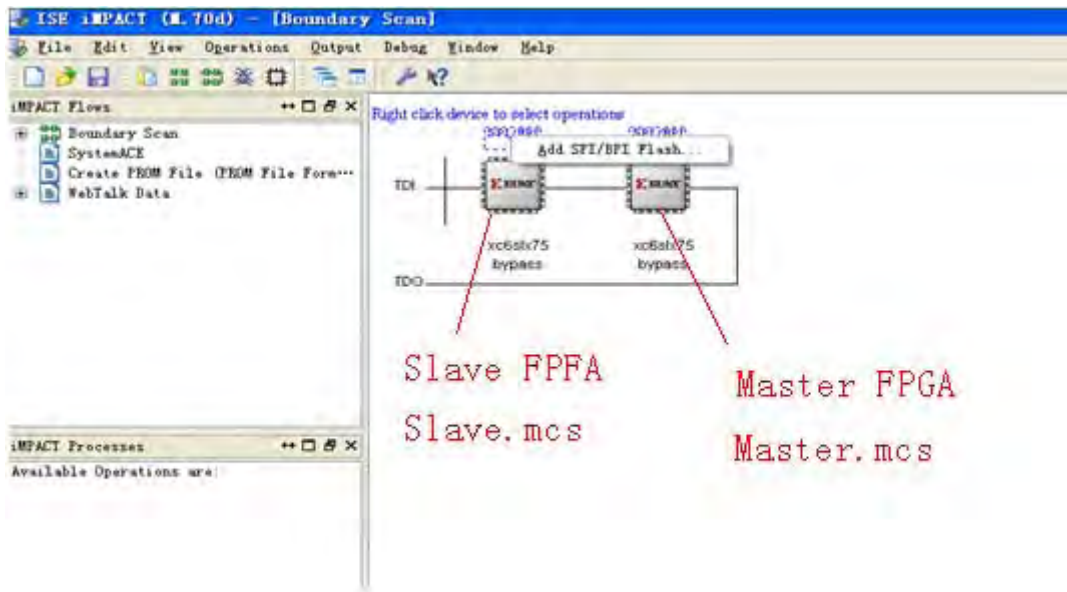 ISE iMPACT (M.70d) - [Boundary Scan]
File Edit View Operations Output Debug Window Help
iMPACT Flows
Right click device to select operations
Boundary Scan
SystemACE
Create PROM File (PROM File Form...
WebTalk Data
Add SPI/BPI Flash...
TDI
XILINX XILINX
xc6slx75 xc6slx75
bypass bypass
TDO
Slave FPFA
Slave.mcs
Master FPGA
Master.mcs
iMPACT Processes
Available Operations are: